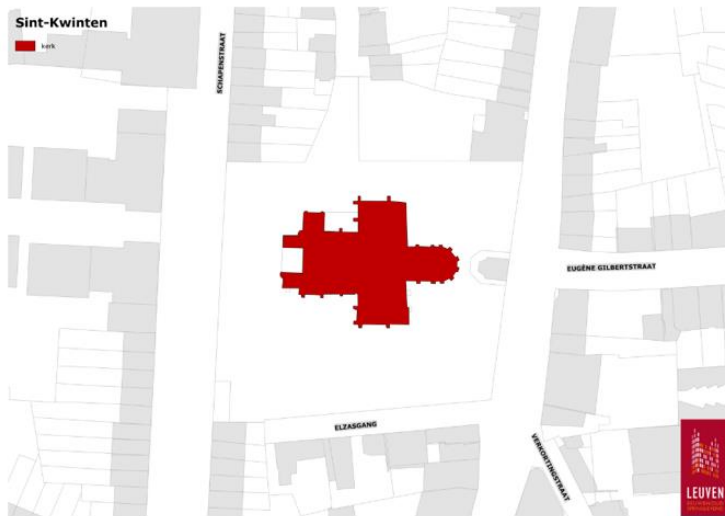 Sint-Kwinten
kerk
SCHAPENSTRAAT
EUGÈNE GILBERTSTRAAT
ELZASGANG
VERKORTINGSTRAAT
LEUVEN